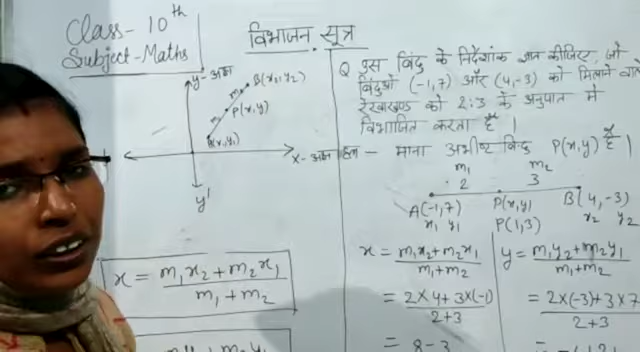 Class- 10th
Subject- Maths
विभाजन सूत्र
y-अक्ष
B(x₂,y₂)
m₂
P(x,y)
m₁
A(x₁,y₁)
x-अक्ष
y'
x = m₁x₂+m₂x₁ / m₁+m₂
Q उस बिंदु के निर्देशांक ज्ञात कीजिए, जो
बिंदुओं (-1,7) और (4,-3) को मिलाने वाले
रेखाखण्ड को 2:3 के अनुपात में
विभाजित करता है।
हल- माना अभीष्ट बिन्दु P(x,y) है।
m₁ m₂
2 3
A(-1,7) P(x,y) B(4,-3)
x₁ y₁ P(1,3) x₂ y₂
x = m₁x₂+m₂x₁ / m₁+m₂
= 2×4+3×(-1) / 2+3
= 8-3
y = m₁y₂+m₂y₁ / m₁+m₂
= 2×(-3)+3×7 / 2+3